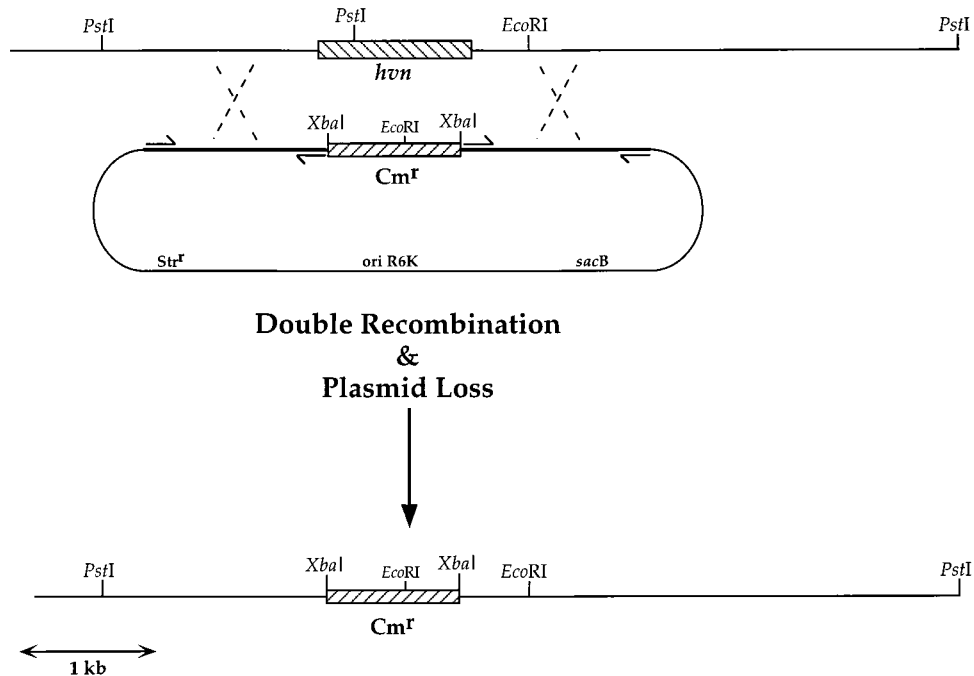 PstI PstI EcoRI PstI
hvn
XbaI EcoRI XbaI
Cmʳ
Strʳ ori R6K sacB
Double Recombination
&
Plasmid Loss
PstI XbaI EcoRI XbaI EcoRI PstI
Cmʳ
1 kb